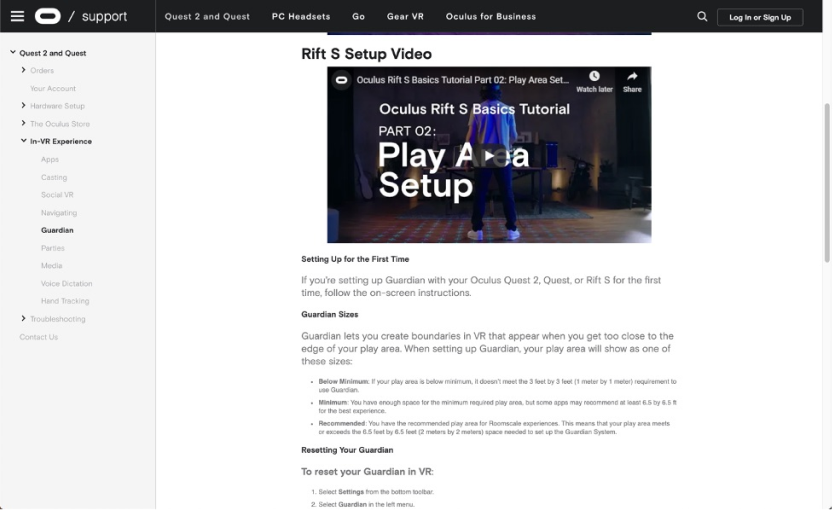 / support
Quest 2 and Quest
PC Headsets
Go
Gear VR
Oculus for Business
Log In or Sign Up
Quest 2 and Quest
Orders
Your Account
Hardware Setup
The Oculus Store
In-VR Experience
Apps
Casting
Social VR
Navigating
Guardian
Parties
Media
Voice Dictation
Hand Tracking
Troubleshooting
Contact Us
Rift S Setup Video
Oculus Rift S Basics Tutorial Part 02: Play Area Set...
Watch later
Share
Oculus Rift S Basics Tutorial
PART 02:
Play Area
Setup
Setting Up for the First Time
If you're setting up Guardian with your Oculus Quest 2, Quest, or Rift S for the first
time, follow the on-screen instructions.
Guardian Sizes
Guardian lets you create boundaries in VR that appear when you get too close to the
edge of your play area. When setting up Guardian, your play area will show as one of
these sizes:
• Below Minimum: If your play area is below minimum, it doesn't meet the 3 feet by 3 feet (1 meter by 1 meter) requirement to
use Guardian.
• Minimum: You have enough space for the minimum required play area, but some apps may recommend at least 6.5 by 6.5 ft
for the best experience.
• Recommended: You have the recommended play area for Roomscale experiences. This means that your play area meets
or exceeds the 6.5 feet by 6.5 feet (2 meters by 2 meters) space needed to set up the Guardian System.
Resetting Your Guardian
To reset your Guardian in VR:
1. Select Settings from the bottom toolbar.
2. Select Guardian in the left menu.